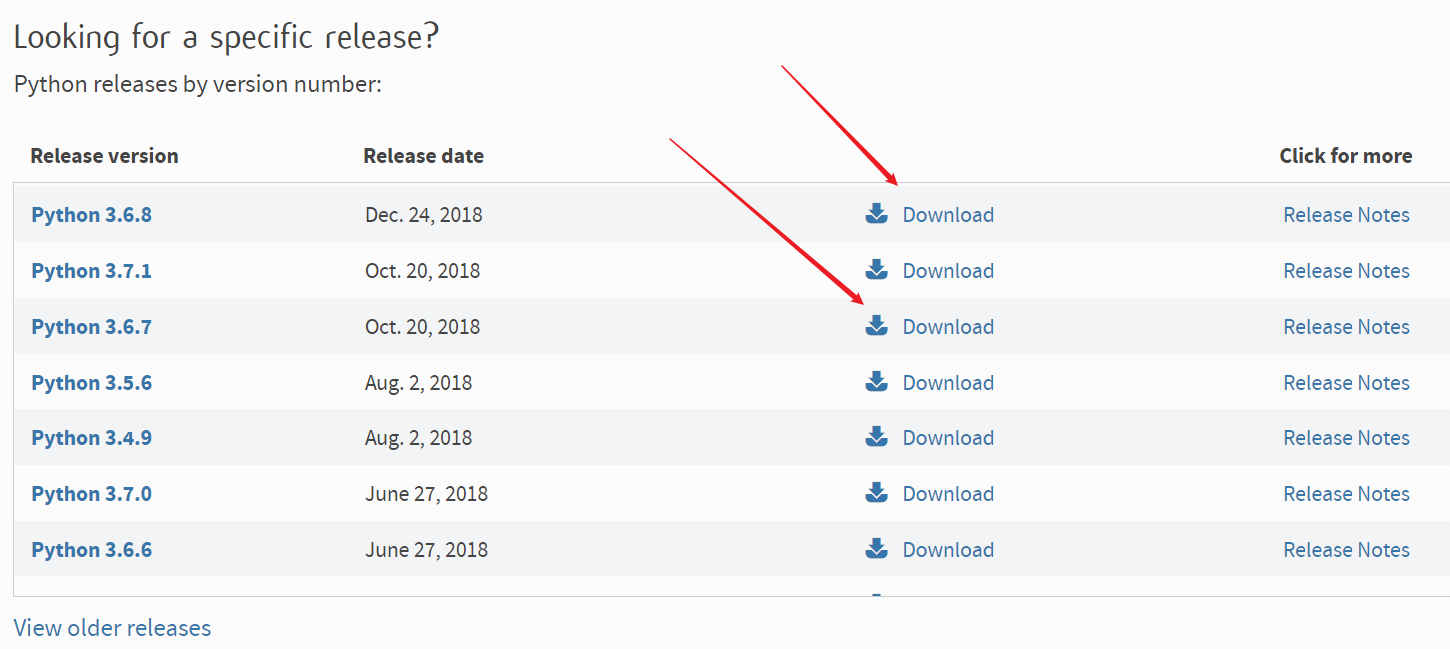 Looking for a specific release?
Python releases by version number:
Release version Release date Click for more
Python 3.6.8 Dec. 24, 2018 Download Release Notes
Python 3.7.1 Oct. 20, 2018 Download Release Notes
Python 3.6.7 Oct. 20, 2018 Download Release Notes
Python 3.5.6 Aug. 2, 2018 Download Release Notes
Python 3.4.9 Aug. 2, 2018 Download Release Notes
Python 3.7.0 June 27, 2018 Download Release Notes
Python 3.6.6 June 27, 2018 Download Release Notes
View older releases